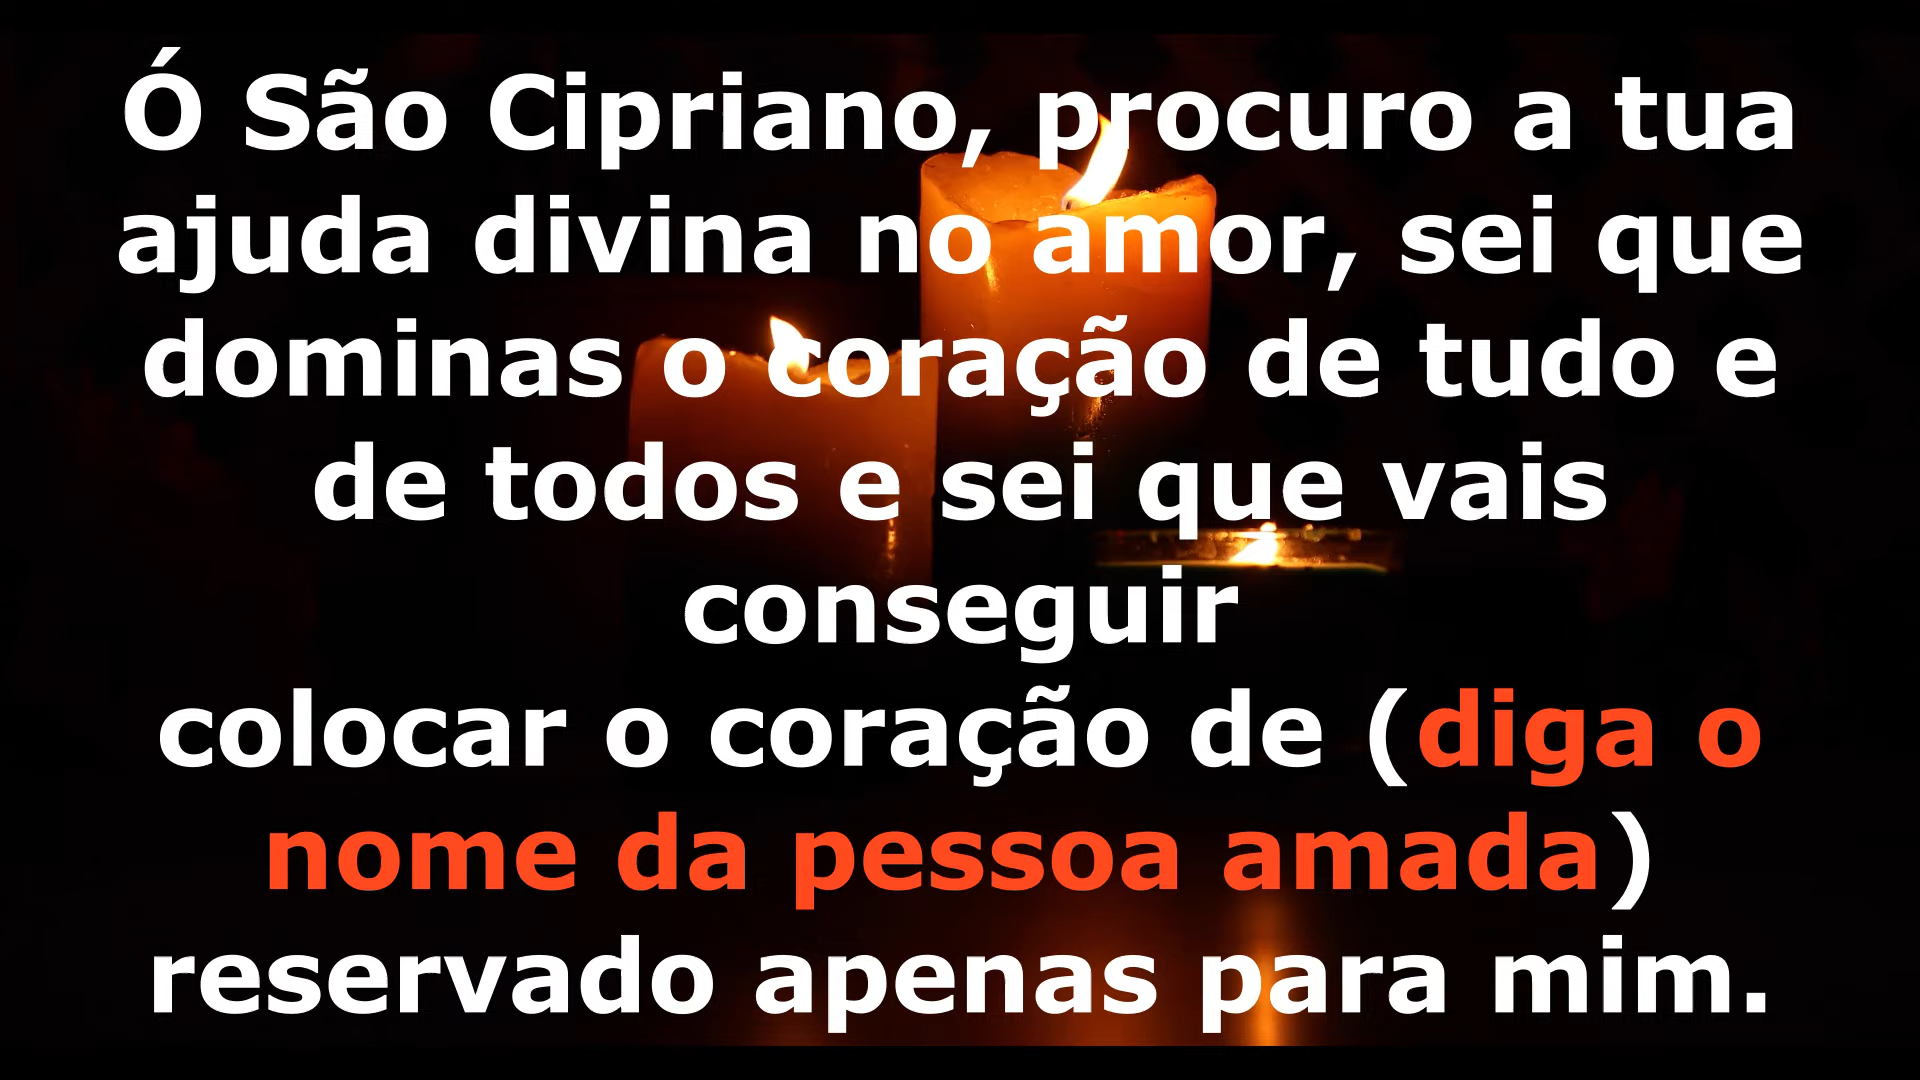 Ó São Cipriano, procuro a tua
ajuda divina no amor, sei que
dominas o coração de tudo e
de todos e sei que vais
conseguir
colocar o coração de (diga o
nome da pessoa amada)
reservado apenas para mim.